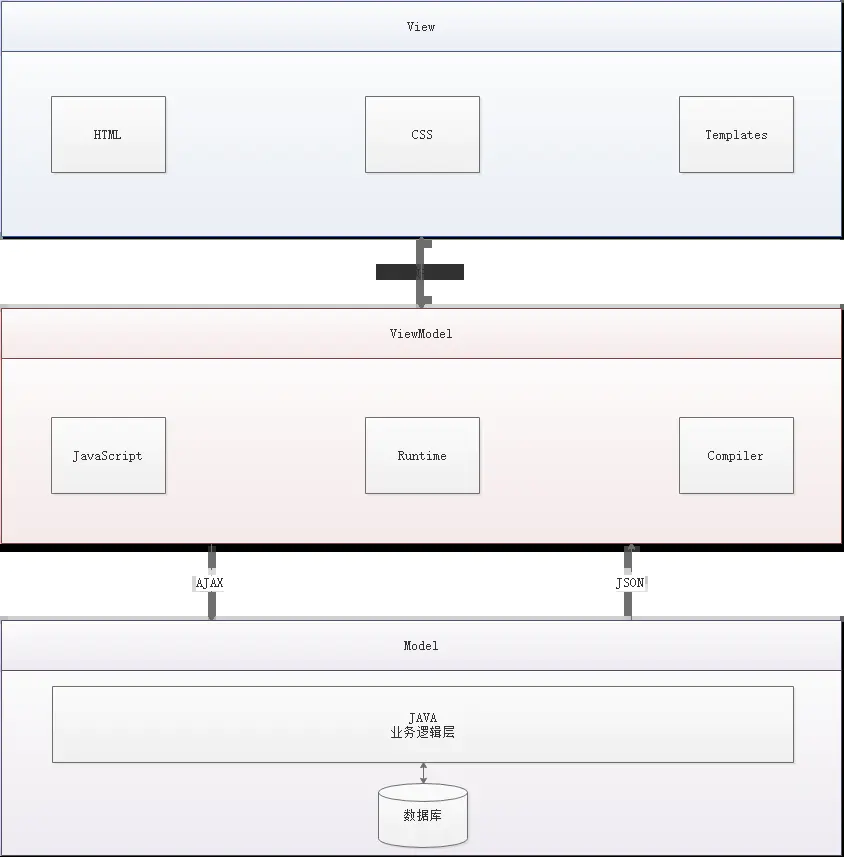 View
HTML
CSS
Templates
ViewModel
JavaScript
Runtime
Compiler
AJAX
JSON
Model
JAVA
业务逻辑层
数据库